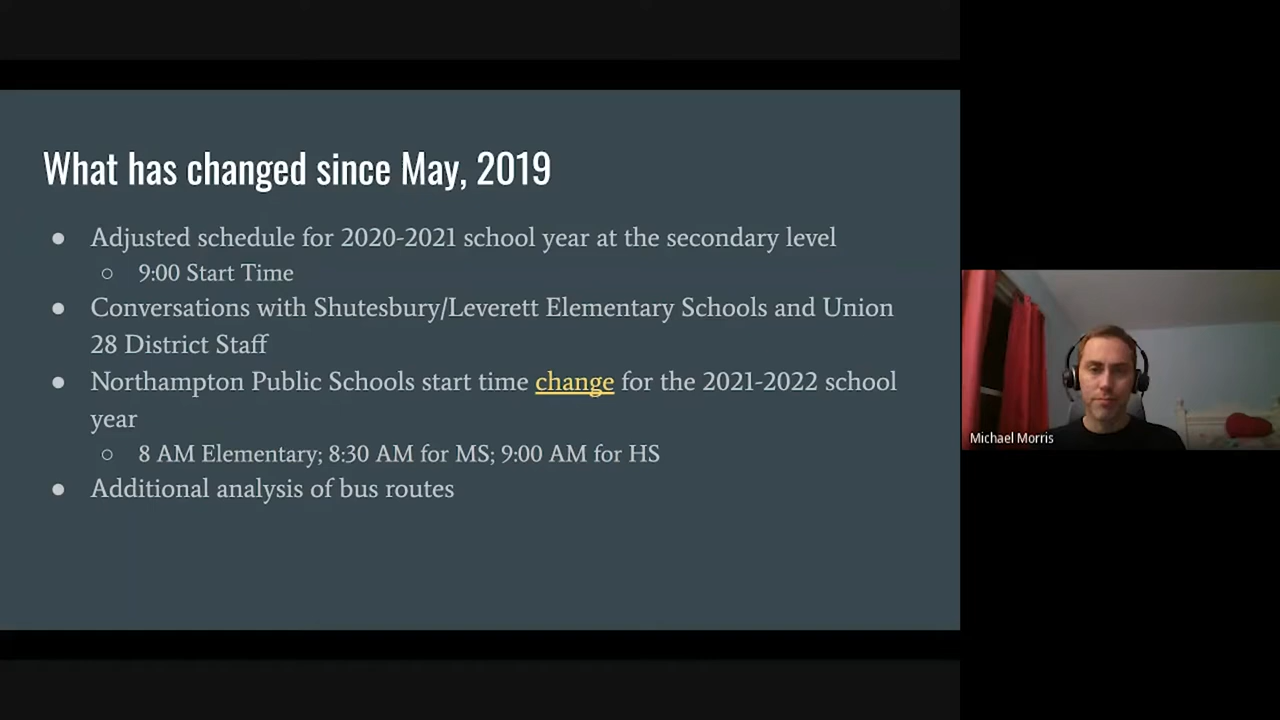 What has changed since May, 2019
● Adjusted schedule for 2020-2021 school year at the secondary level
○ 9:00 Start Time
● Conversations with Shutesbury/Leverett Elementary Schools and Union
28 District Staff
● Northampton Public Schools start time change for the 2021-2022 school
year
○ 8 AM Elementary; 8:30 AM for MS; 9:00 AM for HS
● Additional analysis of bus routes
Michael Morris